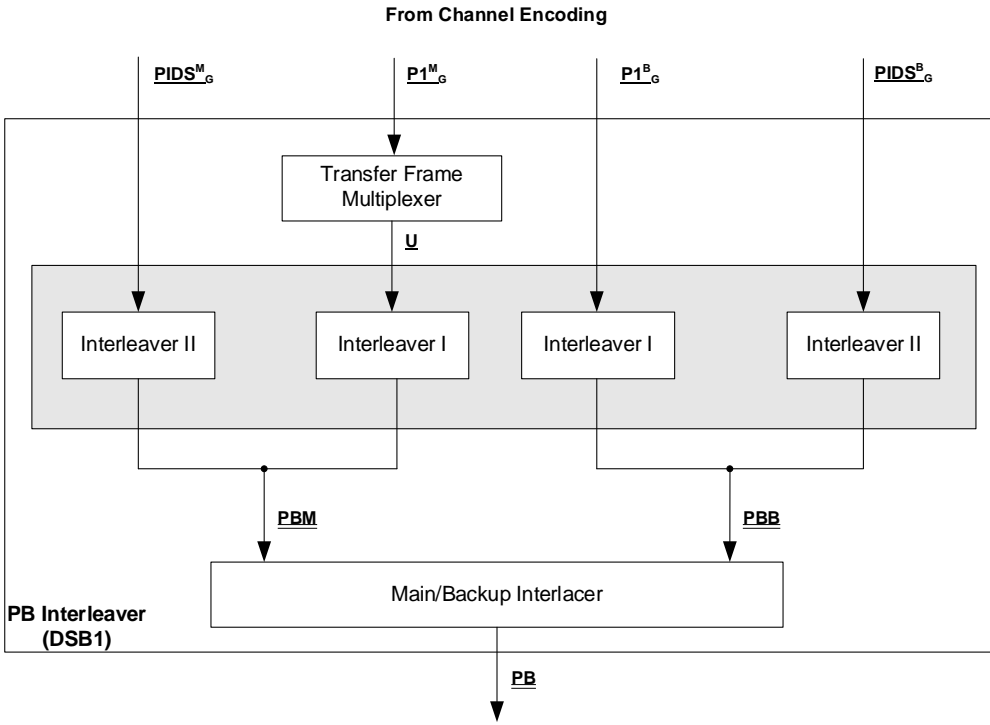 From Channel Encoding
PIDS^M_G
P1^M_G
P1^B_G
PIDS^B_G
Transfer Frame
Multiplexer
U
Interleaver II
Interleaver I
Interleaver I
Interleaver II
PBM
PBB
Main/Backup Interlacer
PB Interleaver
(DSB1)
PB